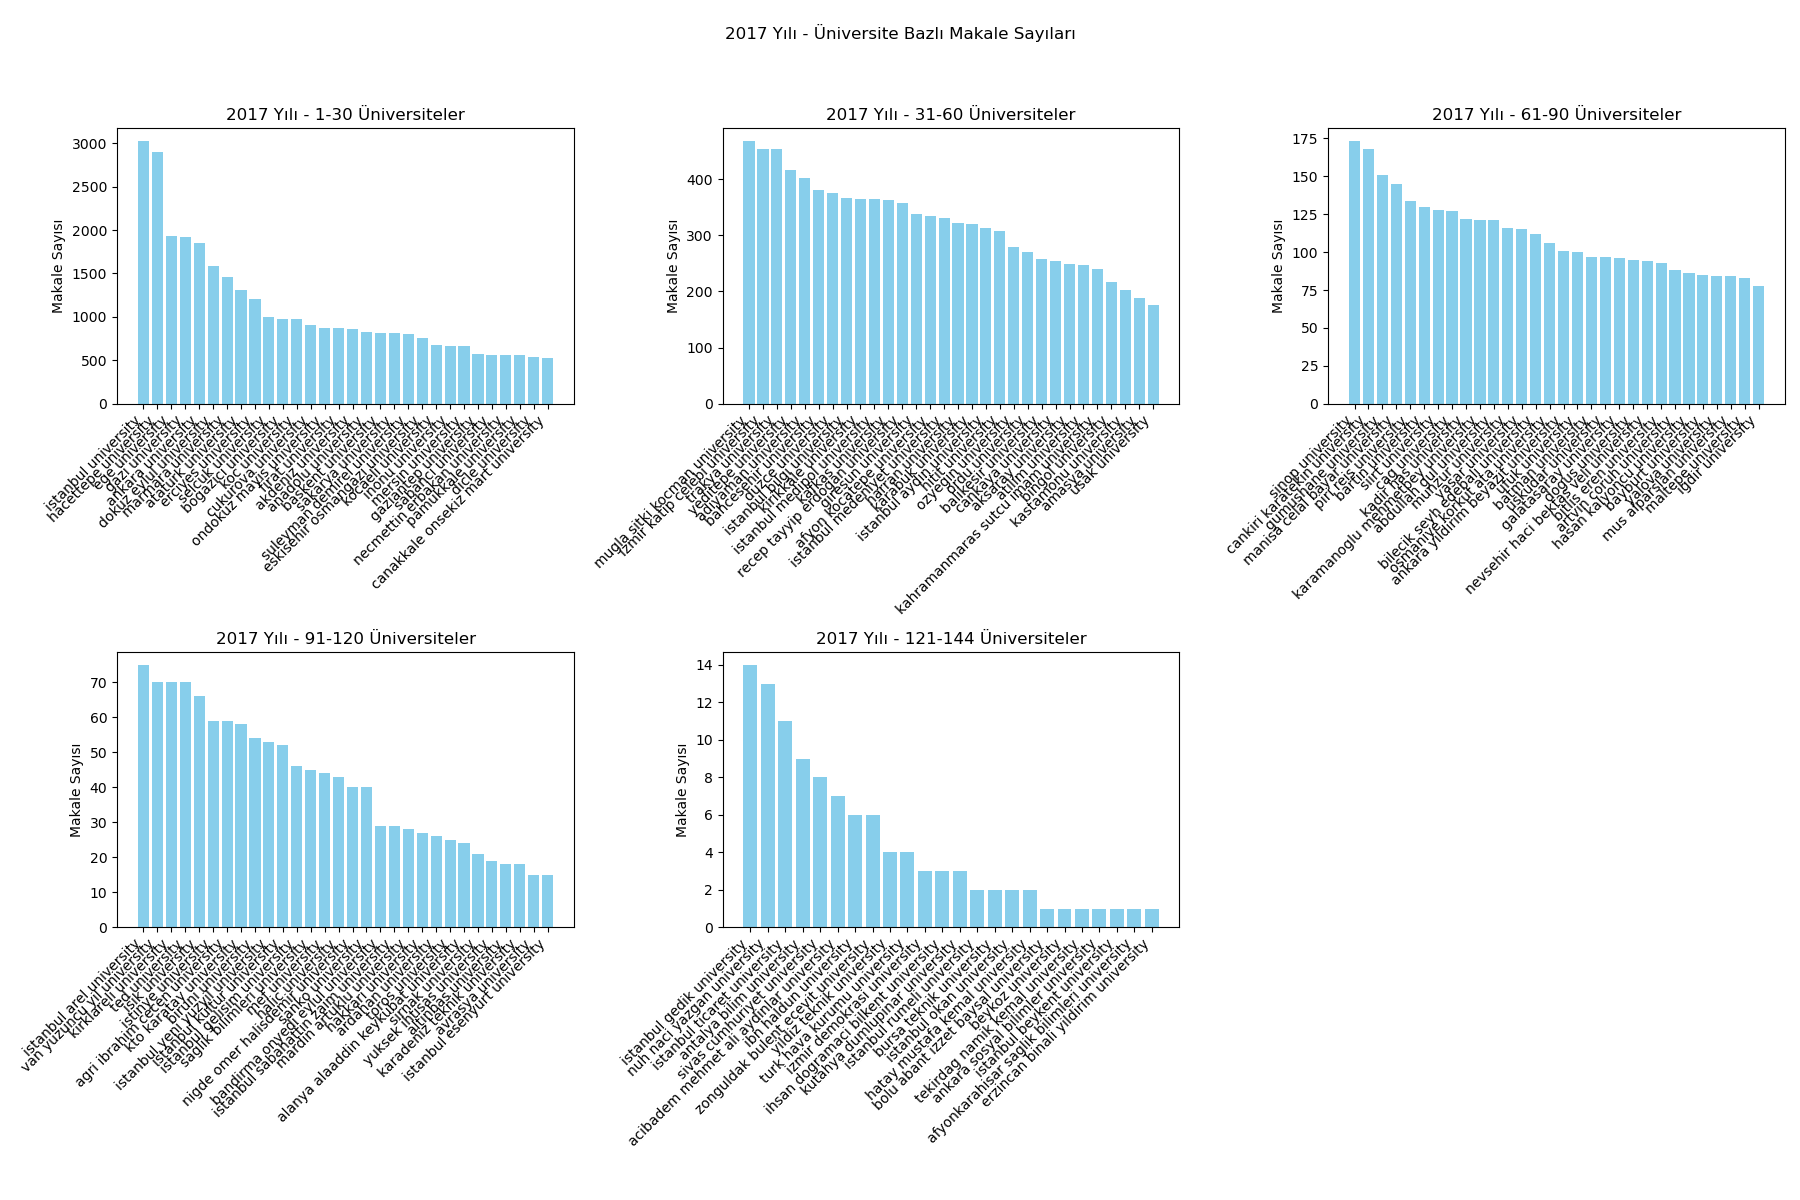 2017 Yılı - Üniversite Bazlı Makale Sayıları
2017 Yılı - 1-30 Üniversiteler
Makale Sayısı
3000
2500
2000
1500
1000
500
0
istanbul university
hacettepe university
ege university
gazi university
ankara university
dokuz eylul university
marmara university
ataturk university
erciyes university
selcuk university
bogazici university
koc university
cukurova university
firat university
ondokuz mayis university
akdeniz university
baskent university
suleyman demirel university
eskisehir osmangazi university
kocaeli university
inonu university
mersin university
gaziantep university
sabanci university
necmettin erbakan university
pamukkale university
dicle university
canakkale onsekiz mart university
2017 Yılı - 31-60 Üniversiteler
Makale Sayısı
400
300
200
100
0
mugla sitki kocman university
izmir katip celebi university
trakya university
yeditepe university
adiyaman university
bahcesehir university
duzce university
dicle university
kirikkale university
istanbul medipol university
kafkas university
recep tayyip erdogan university
giresun university
afyon kocatepe university
istanbul medeniyet university
harran university
karabuk university
istanbul aydin university
hitit university
ozyegin university
bozok university
balikesir university
cankaya university
aksaray university
atilim university
kahramanmaras sutcu imam university
bingol university
kastamonu university
amasya university
usak university
2017 Yılı - 61-90 Üniversiteler
Makale Sayısı
175
150
125
100
75
50
25
0
sinop university
cankiri karatekin university
gumushane university
manisa celal bayar university
piri reis university
bartin university
siirt university
cag university
kadir has university
karamanoglu mehmetbey university
abdullah gul university
munzur university
yasar university
bilecik seyh edebali university
osmaniye korkut ata university
ankara yildirim beyazit university
ufuk university
batman university
uskudar university
galatasaray university
dogus university
nevsehir haci bektas veli university
bitlis eren university
artvin coruh university
hasan kalyoncu university
bayburt university
yalova university
mus alparslan university
maltepe university
igdir university
2017 Yılı - 91-120 Üniversiteler
Makale Sayısı
70
60
50
40
30
20
10
0
istanbul arel university
van yuzuncu yil university
kirklareli university
ted university
isik university
istinye university
agri ibrahim cecen university
kto karatay university
biruni university
istanbul yeni yuzyil university
istanbul kultur university
istanbul gelisim university
saglik bilimleri university
mef university
halic university
nigde omer halisdemir university
bandirma onyedi eylul university
istanbul sabahattin zaim university
mardin artuklu university
hakkari university
ardahan university
toros university
alanya alaaddin keykubat university
sirnak university
yuksek ihtisas university
altinbas university
karadeniz teknik university
avrasya university
istanbul esenyurt university
2017 Yılı - 121-144 Üniversiteler
Makale Sayısı
14
12
10
8
6
4
2
0
istanbul gedik university
nuh naci yazgan university
istanbul ticaret university
antalya bilim university
sivas cumhuriyet university
acibadem mehmet ali aydinlar university
ibn haldun university
zonguldak bulent ecevit university
yildiz teknik university
turk hava kurumu university
izmir demokrasi university
ihsan dogramaci bilkent university
kutahya dumlupinar university
istanbul rumeli university
bursa teknik university
istanbul okan university
hatay mustafa kemal university
bolu abant izzet baysal university
beykoz university
tekirdag namik kemal university
ankara sosyal bilimler university
istanbul beykent university
afyonkarahisar saglik bilimleri university
erzincan binali yildirim university